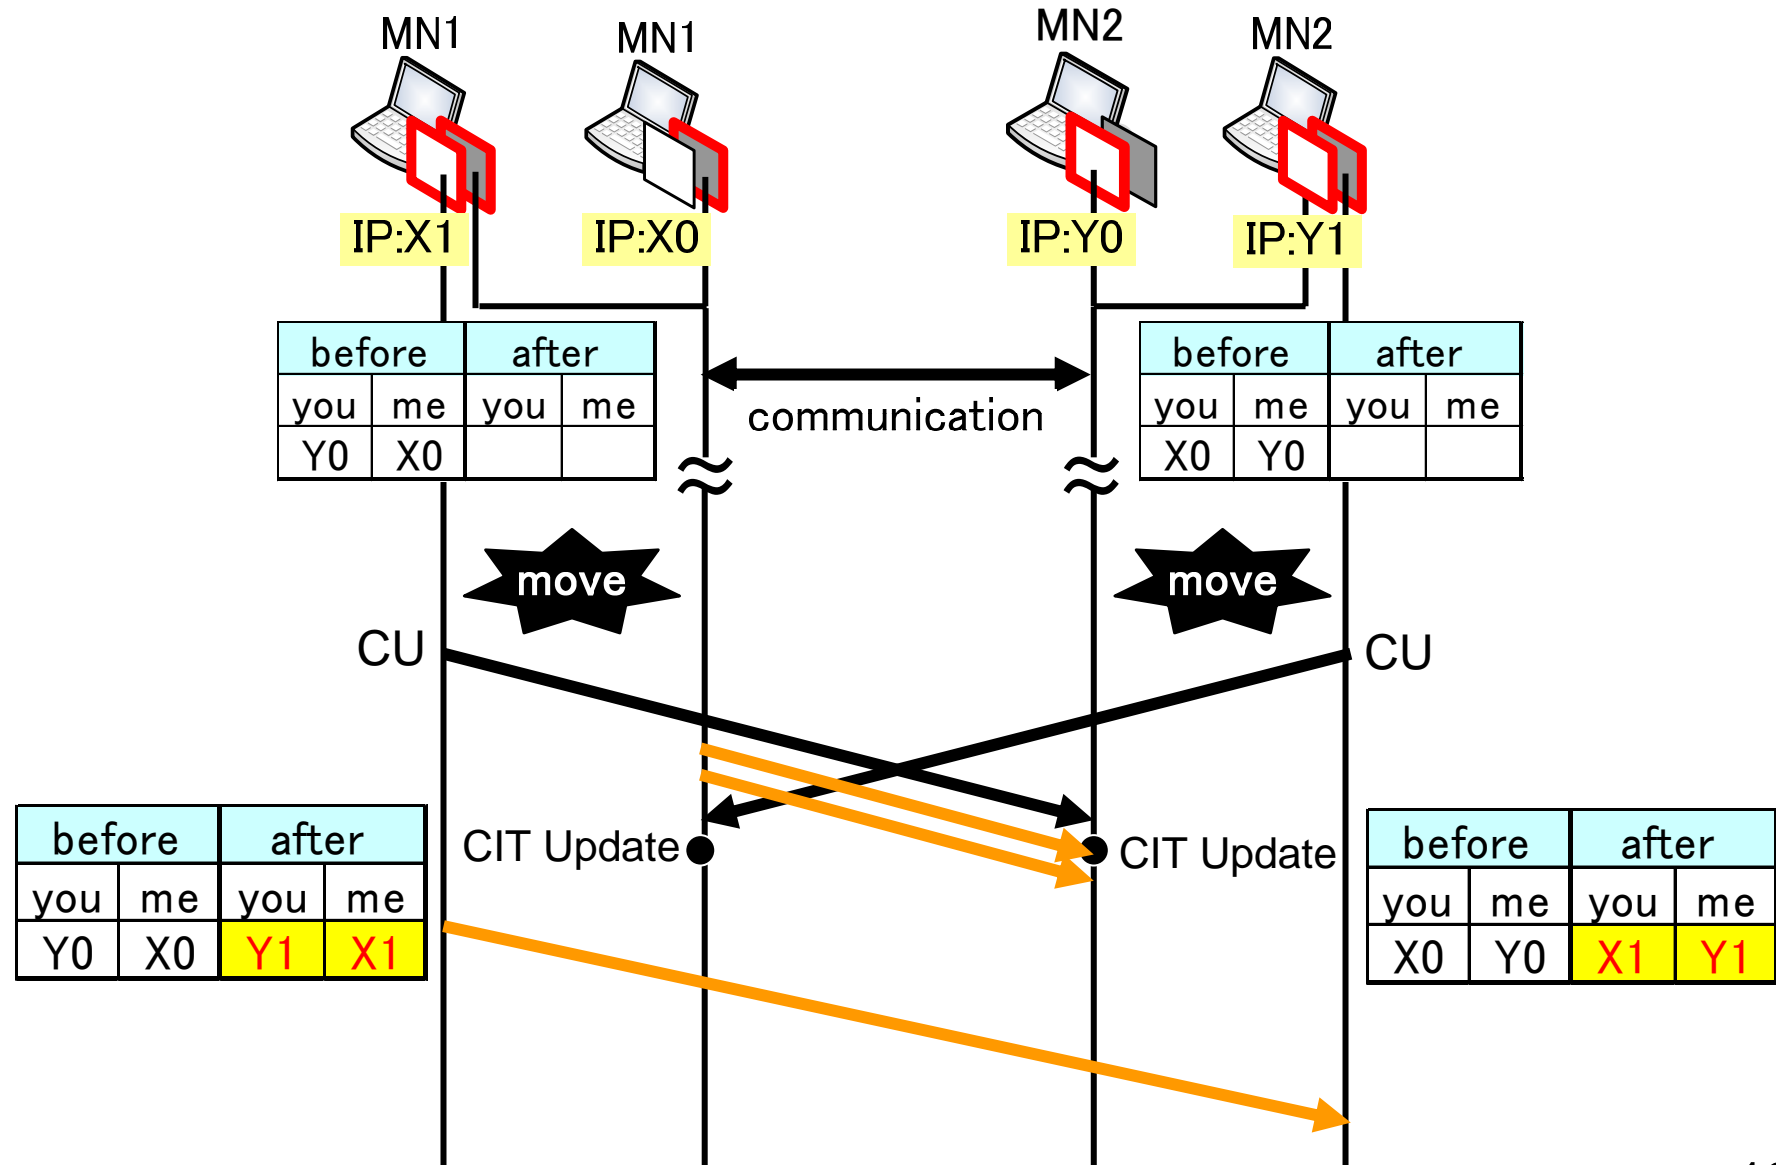 MN1 MN1 MN2 MN2
IP:X1 IP:X0 IP:Y0 IP:Y1
before after
you me you me
Y0 X0
communication
before after
you me you me
X0 Y0
move move
CU CU
CIT Update CIT Update
before after
you me you me
Y0 X0 Y1 X1
before after
you me you me
X0 Y0 X1 Y1